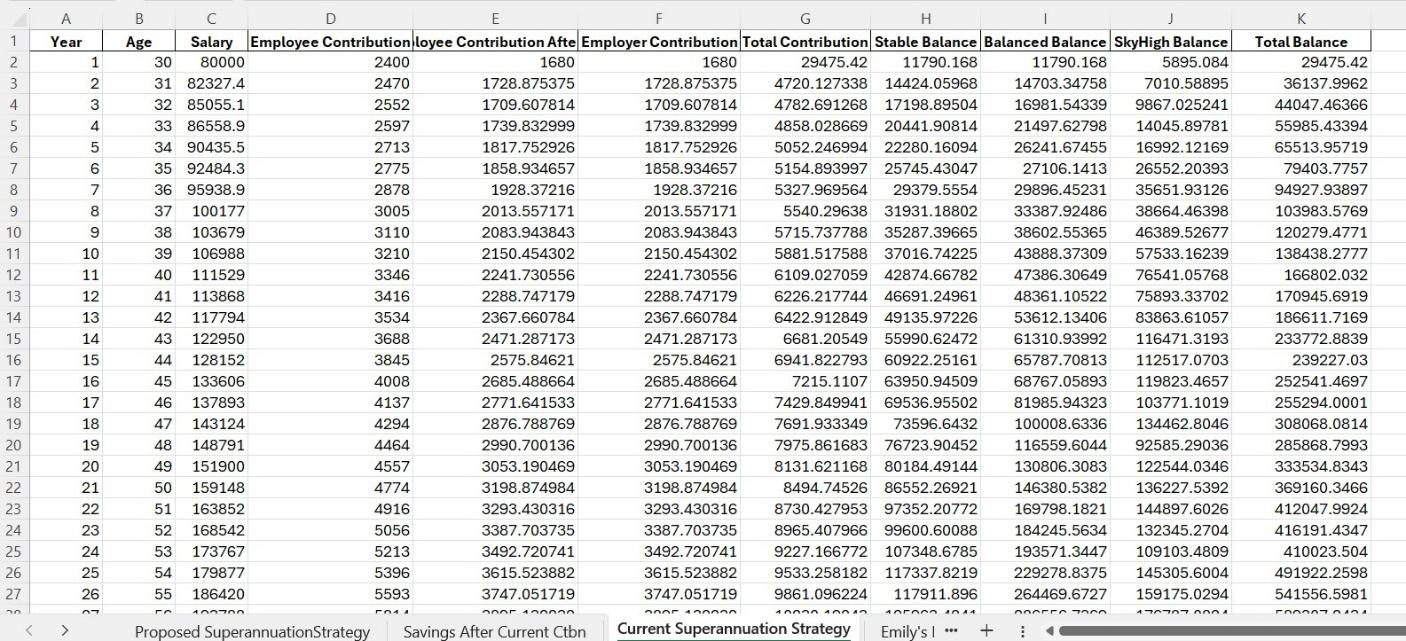 A B C D E F G H I J K
1 Year Age Salary Employee Contribution loyee Contribution Afte Employer Contribution Total Contribution Stable Balance Balanced Balance SkyHigh Balance Total Balance
2 1 30 80000 2400 1680 1680 29475.42 11790.168 11790.168 5895.084 29475.42
3 2 31 82327.4 2470 1728.875375 1728.875375 4720.127338 14424.05968 14703.34758 7010.58895 36137.9962
4 3 32 85055.1 2552 1709.607814 1709.607814 4782.691268 17198.89504 16981.54339 9867.025241 44047.46366
5 4 33 86558.9 2597 1739.832999 1739.832999 4858.028669 20441.90814 21497.62798 14045.89781 55985.43394
6 5 34 90435.5 2713 1817.752926 1817.752926 5052.246994 22280.16094 26241.67455 16992.12169 65513.95719
7 6 35 92484.3 2775 1858.934657 1858.934657 5154.893997 25745.43047 27106.1413 26552.20393 79403.7757
8 7 36 95938.9 2878 1928.37216 1928.37216 5327.969564 29379.5554 29896.45231 35651.93126 94927.93897
9 8 37 100177 3005 2013.557171 2013.557171 5540.29638 31931.18802 33387.92486 38664.46398 103983.5769
10 9 38 103679 3110 2083.943843 2083.943843 5715.737788 35287.39665 38602.55365 46389.52677 120279.4771
11 10 39 106988 3210 2150.454302 2150.454302 5881.517588 37016.74225 43888.37309 57533.16239 138438.2777
12 11 40 111529 3346 2241.730556 2241.730556 6109.027059 42874.66782 47386.30649 76541.05768 166802.032
13 12 41 113868 3416 2288.747179 2288.747179 6226.217744 46691.24961 48361.10522 75893.33702 170945.6919
14 13 42 117794 3534 2367.660784 2367.660784 6422.912849 49135.97226 53612.13406 83863.61057 186611.7169
15 14 43 122950 3688 2471.287173 2471.287173 6681.20549 55990.62472 61310.93992 116471.3193 233772.8839
16 15 44 128152 3845 2575.84621 2575.84621 6941.822793 60922.25161 65787.70813 112517.0703 239227.03
17 16 45 133606 4008 2685.488664 2685.488664 7215.1107 63950.94509 68767.05893 119823.4657 252541.4697
18 17 46 137893 4137 2771.641533 2771.641533 7429.849941 69536.95502 81985.94323 103771.1019 255294.0001
19 18 47 143124 4294 2876.788769 2876.788769 7691.933349 73596.6432 100008.6336 134462.8046 308068.0814
20 19 48 148791 4464 2990.700136 2990.700136 7975.861683 76723.90452 116559.6044 92585.29036 285868.7993
21 20 49 151900 4557 3053.190469 3053.190469 8131.621168 80184.49144 130806.3083 122544.0346 333534.8343
22 21 50 159148 4774 3198.874984 3198.874984 8494.74526 86552.26921 146380.5382 136227.5392 369160.3466
23 22 51 163852 4916 3293.430316 3293.430316 8730.427953 97352.20772 169798.1821 144897.6026 412047.9924
24 23 52 168542 5056 3387.703735 3387.703735 8965.407966 99600.60088 184245.5634 132345.2704 416191.4347
25 24 53 173767 5213 3492.720741 3492.720741 9227.166772 107348.6785 193571.3447 109103.4809 410023.504
26 25 54 179877 5396 3615.523882 3615.523882 9533.258182 117337.8219 229278.8375 145305.6004 491922.2598
27 26 55 186420 5593 3747.051719 3747.051719 9861.096224 117911.896 264469.6727 159175.0294 541556.5981
Proposed SuperannuationStrategy Savings After Current Ctbn Current Superannuation Strategy Emily's I